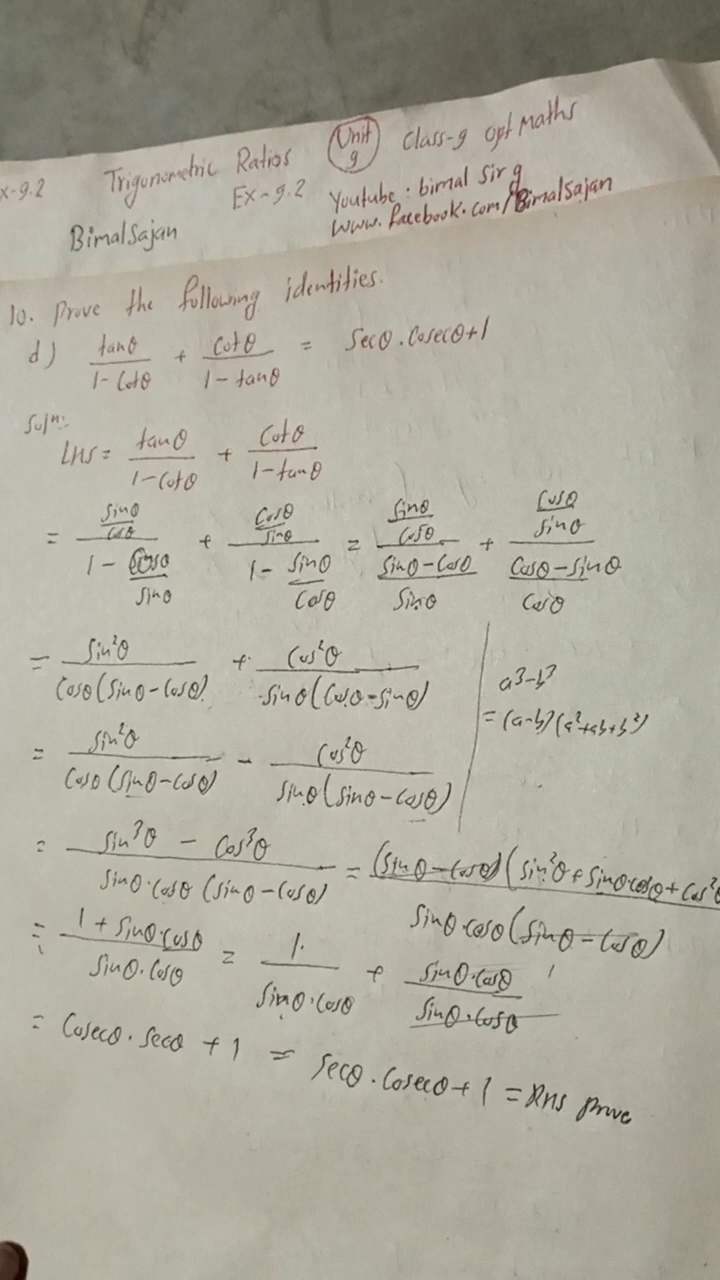 x-9.2 Trigonometric Ratios Unit 9 Class-9 Opt Maths
Ex-9.2 Youtube: bimal sir g
BimalSajan www.facebook.com/BimalSajan
10. Prove the following identities.
d) tanθ/(1-Cotθ) + Cotθ/(1-tanθ) = Secθ.Cosecθ+1
Soln:
LHS = tanθ/(1-Cotθ) + Cotθ/(1-tanθ)
= (Sinθ/Cosθ)/(1-Cosθ/Sinθ) + (Cosθ/Sinθ)/(1-Sinθ/Cosθ) = (Sinθ/Cosθ)/((Sinθ-Cosθ)/Sinθ) + (Cosθ/Sinθ)/((Cosθ-Sinθ)/Cosθ)
= Sin²θ/(Cosθ(Sinθ-Cosθ)) + Cos²θ/(Sinθ(Cosθ-Sinθ))
a³-b³
= (a-b)(a²+ab+b²)
= Sin²θ/(Cosθ(Sinθ-Cosθ)) - Cos²θ/(Sinθ(Sinθ-Cosθ))
= (Sin³θ - Cos³θ)/(Sinθ.Cosθ(Sinθ-Cosθ)) = (Sinθ-Cosθ)(Sin²θ+Sinθ.Cosθ+Cos²θ/(Sinθ.Cosθ(Sinθ-Cosθ))
= (1+Sinθ.Cosθ)/(Sinθ.Cosθ) = 1/(Sinθ.Cosθ) + (Sinθ.Cosθ)/(Sinθ.Cosθ) 1
= Cosecθ.Secθ+1 = Secθ.Cosecθ+1 = RHS prove